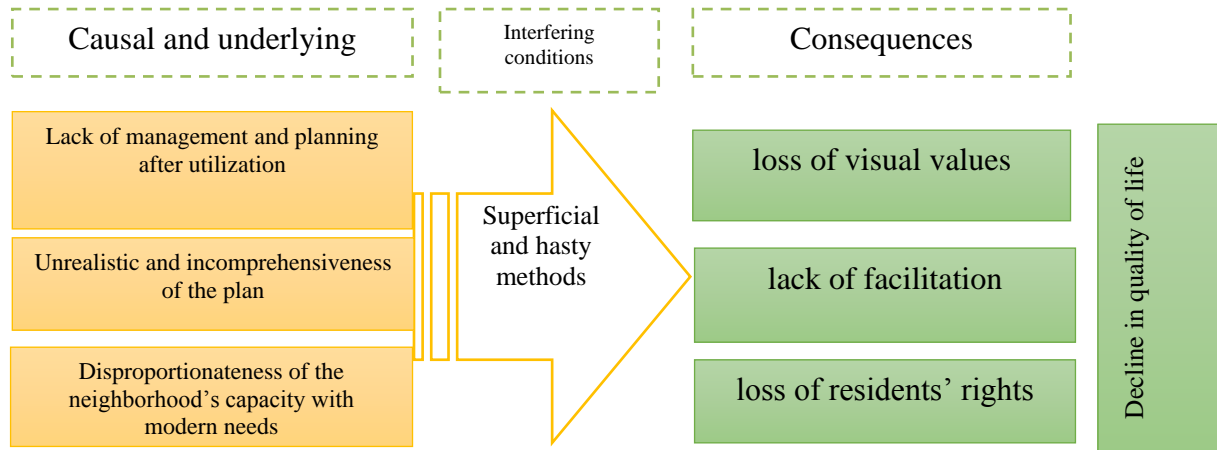 Causal and underlying
Interfering
conditions
Consequences
Lack of management and planning
after utilization
Unrealistic and incomprehensiveness
of the plan
Disproportionateness of the
neighborhood's capacity with
modern needs
Superficial
and hasty
methods
loss of visual values
lack of facilitation
loss of residents' rights
Decline in quality of life